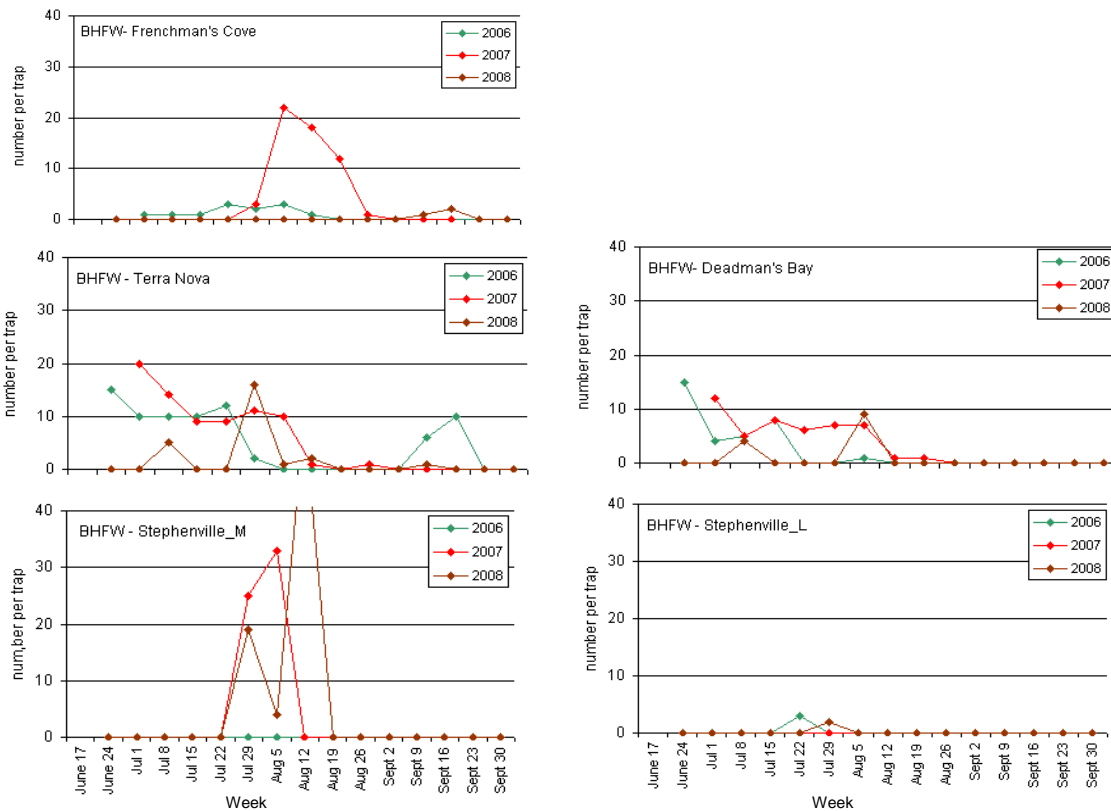 BHFW- Frenchman's Cove
2006
2007
2008
number per trap
40
30
20
10
0
BHFW - Terra Nova
2006
2007
2008
number per trap
40
30
20
10
0
BHFW- Deadman's Bay
2006
2007
2008
number per trap
40
30
20
10
0
BHFW - Stephenville_M
2006
2007
2008
num,ber per trap
40
30
20
10
0
June 17
June 24
Jul 1
Jul 8
Jul 15
Jul 22
Jul 29
Aug 5
Aug 12
Aug 19
Aug 26
Sept 2
Sept 9
Sept 16
Sept 23
Sept 30
Week
BHFW - Stephenville_L
2006
2007
2008
number per trap
40
30
20
10
0
June 17
June 24
Jul 1
Jul 8
Jul 15
Jul 22
Jul 29
Aug 5
Aug 12
Aug 19
Aug 26
Sept 2
Sept 9
Sept 16
Sept 23
Sept 30
Week